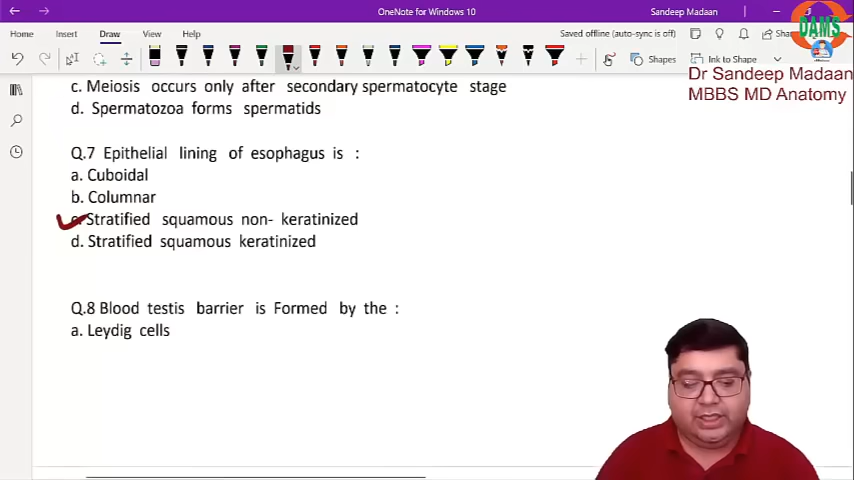 OneNote for Windows 10
Sandeep Madaan
Home
Insert
Draw
View
Help
Saved offline (auto-sync is off)
Shapes
Ink to Shape
DAMS
Dr Sandeep Madaan
MBBS MD Anatomy
c. Meiosis occurs only after secondary spermatocyte stage
d. Spermatozoa forms spermatids
Q.7 Epithelial lining of esophagus is :
a. Cuboidal
b. Columnar
c. Stratified squamous non- keratinized
d. Stratified squamous keratinized
Q.8 Blood testis barrier is Formed by the :
a. Leydig cells